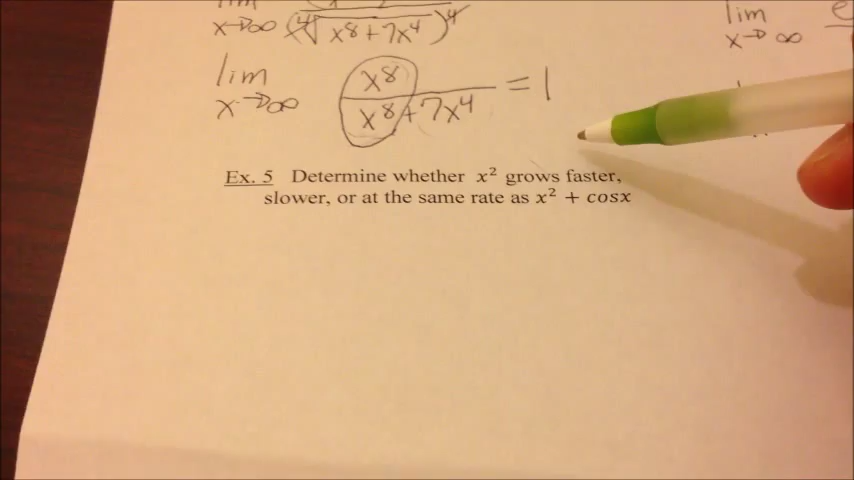 lim
x→∞ (∜x⁸+7x⁴)⁴
lim
x→∞ x⁸/x⁸+7x⁴ = 1
Ex. 5 Determine whether x² grows faster,
slower, or at the same rate as x² + cosx
lim e
x→∞